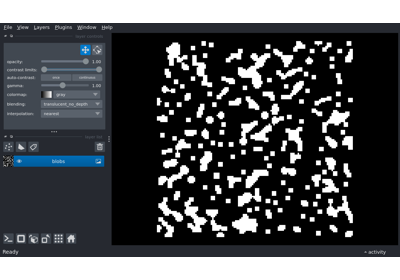 File View Layers Plugins Window Help
layer controls
opacity: 1.00
contrast limits:
auto-contrast: once continuous
gamma: 1.00
colormap: gray
blending: translucent_no_depth
interpolation: nearest
layer list
blobs
Ready
activity